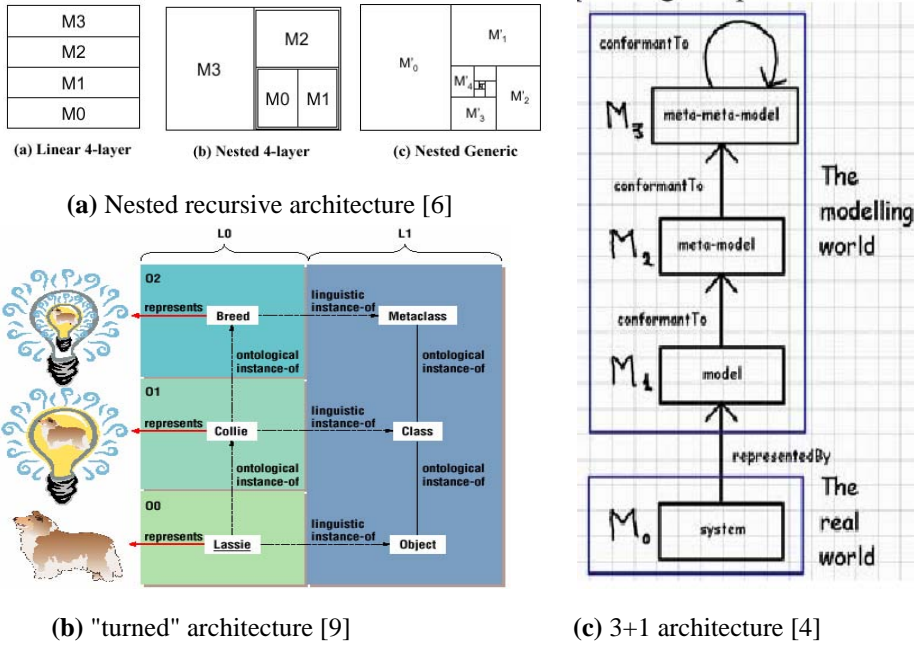 M3
M2
M1
M0
(a) Linear 4-layer
M3
M2
M0
M1
(b) Nested 4-layer
M'0
M'1
M'4
M'3
M'2
(c) Nested Generic
(a) Nested recursive architecture [6]
L0
L1
O2
represents
Breed
linguistic
instance-of
Metaclass
ontological
instance-of
ontological
instance-of
O1
represents
Collie
linguistic
instance-of
Class
ontological
instance-of
ontological
instance-of
O0
represents
Lassie
linguistic
instance-of
Object
(b) "turned" architecture [9]
conformantTo
M3
meta-meta-model
conformantTo
The
modelling
world
M2
meta-model
conformantTo
M1
model
representedBy
The
real
world
M0
system
(c) 3+1 architecture [4]